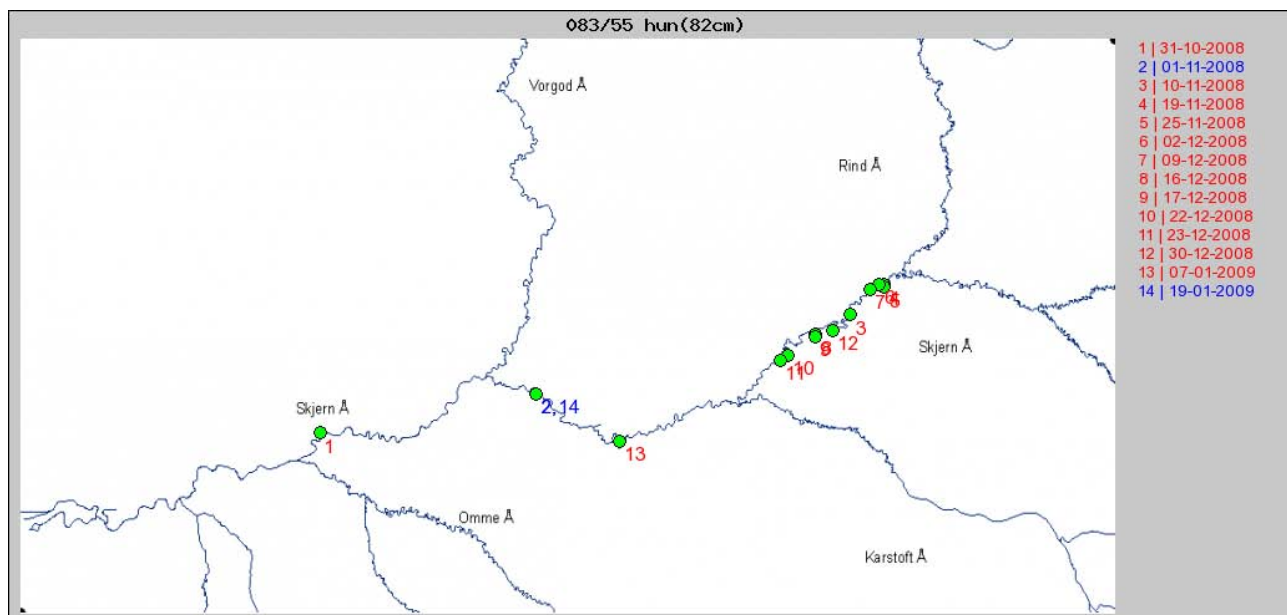 083/55 hun(82cm)
1 | 31-10-2008
2 | 01-11-2008
3 | 10-11-2008
4 | 19-11-2008
5 | 25-11-2008
6 | 02-12-2008
7 | 09-12-2008
8 | 16-12-2008
9 | 17-12-2008
10 | 22-12-2008
11 | 23-12-2008
12 | 30-12-2008
13 | 07-01-2009
14 | 19-01-2009
Vorgod Å
Rind Å
7
3
12
Skjern Å
10
11
Skjern Å
2, 14
1
13
Omme Å
Karstoft Å